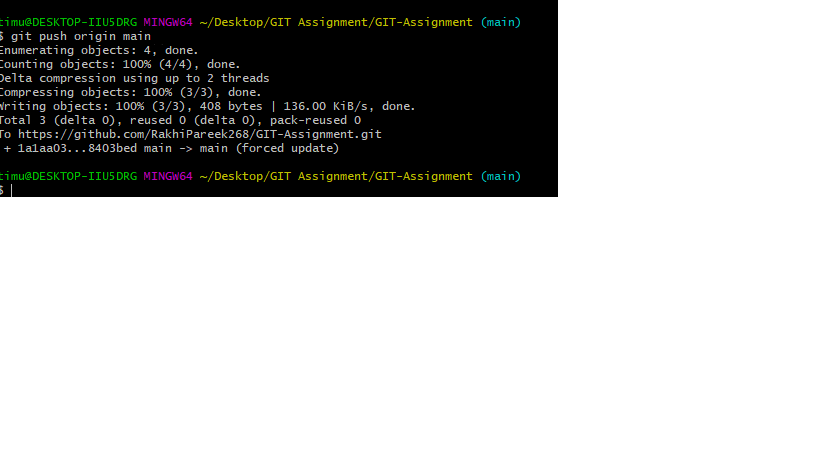 timu@DESKTOP-IIU5DRG MINGW64 ~/Desktop/GIT Assignment/GIT-Assignment (main)
$ git push origin main
Enumerating objects: 4, done.
Counting objects: 100% (4/4), done.
Delta compression using up to 2 threads
Compressing objects: 100% (3/3), done.
Writing objects: 100% (3/3), 408 bytes | 136.00 KiB/s, done.
Total 3 (delta 0), reused 0 (delta 0), pack-reused 0
To https://github.com/RakhiPareek268/GIT-Assignment.git
 + 1a1aa03...8403bed main -> main (forced update)
timu@DESKTOP-IIU5DRG MINGW64 ~/Desktop/GIT Assignment/GIT-Assignment (main)
$